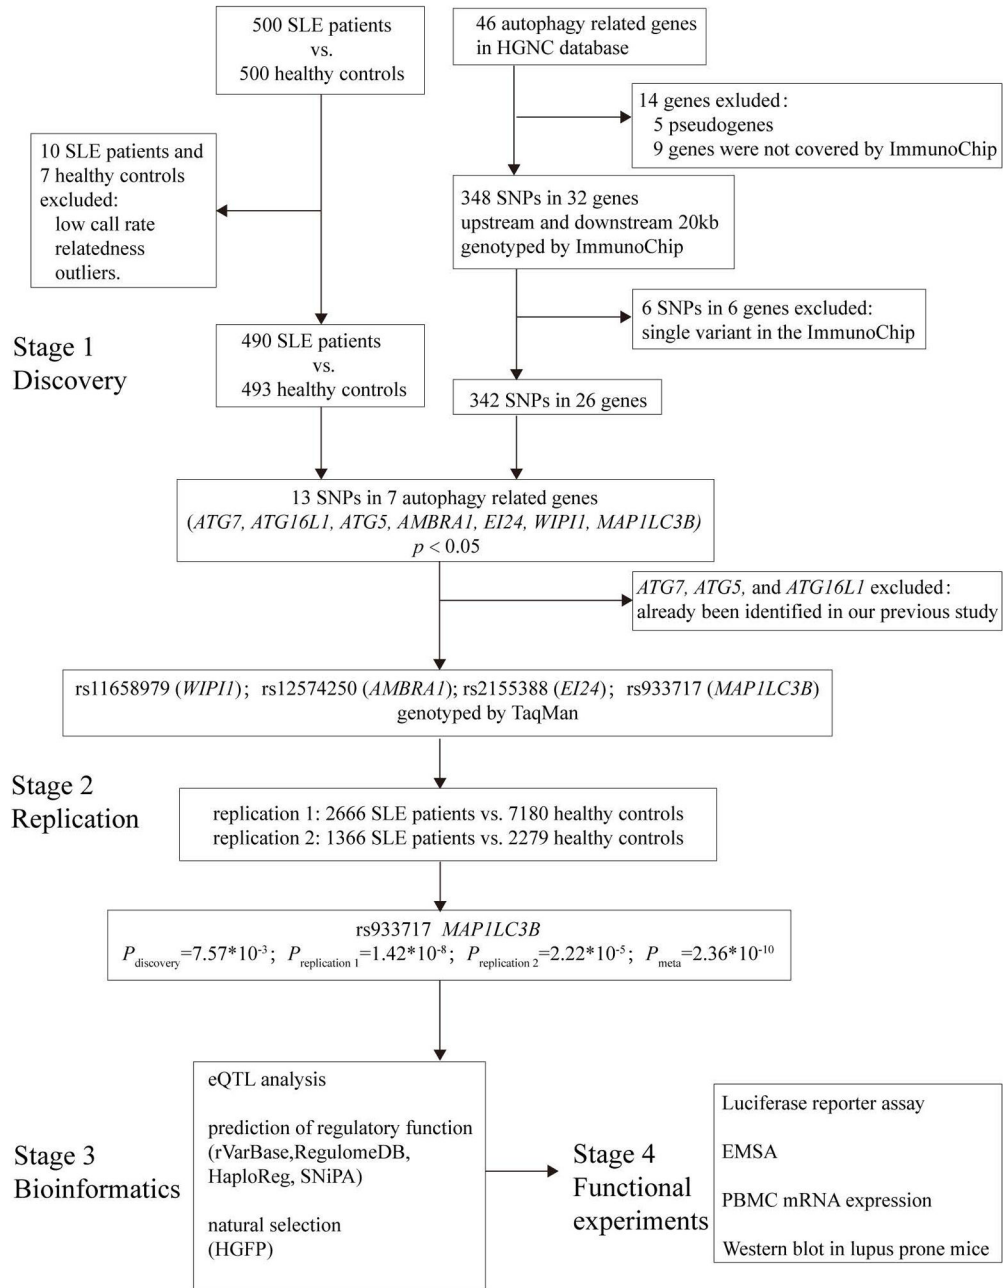 500 SLE patients
vs.
500 healthy controls
46 autophagy related genes
in HGNC database
14 genes exluded:
5 pseudogenes
9 genes were not covered by ImmunoChip
10 SLE patients and
7 healthy controls
excluded:
low call rate
relatedness
outliers.
348 SNPs in 32 genes
upstream and downstream 20kb
genotyped by ImmunoChip
6 SNPs in 6 genes excluded:
single variant in the ImmunoChip
Stage 1
Discovery
490 SLE patients
vs.
493 healthy controls
342 SNPs in 26 genes
13 SNPs in 7 autophagy related genes
(ATG7, ATG16L1, ATG5, AMBRA1, EI24, WIPI1, MAP1LC3B)
p < 0.05
ATG7, ATG5, and ATG16L1 excluded:
already been identified in our previous study
rs11658979 (WIPI1); rs12574250 (AMBRA1); rs2155388 (EI24); rs933717 (MAP1LC3B)
genotyped by TaqMan
Stage 2
Replication
replication 1: 2666 SLE patients vs. 7180 healthy controls
replication 2: 1366 SLE patients vs. 2279 healthy controls
rs933717 MAP1LC3B
Pdiscovery=7.57*10-3; Preplication 1=1.42*10-8; Preplication 2=2.22*10-5; Pmeta=2.36*10-10
Stage 3
Bioinformatics
eQTL analysis
prediction of regulatory function
(rVarBase,RegulomeDB,
HaploReg, SNiPA)
natural selection
(HGFP)
Stage 4
Functional
experiments
Luciferase reporter assay
EMSA
PBMC mRNA expression
Western blot in lupus prone mice